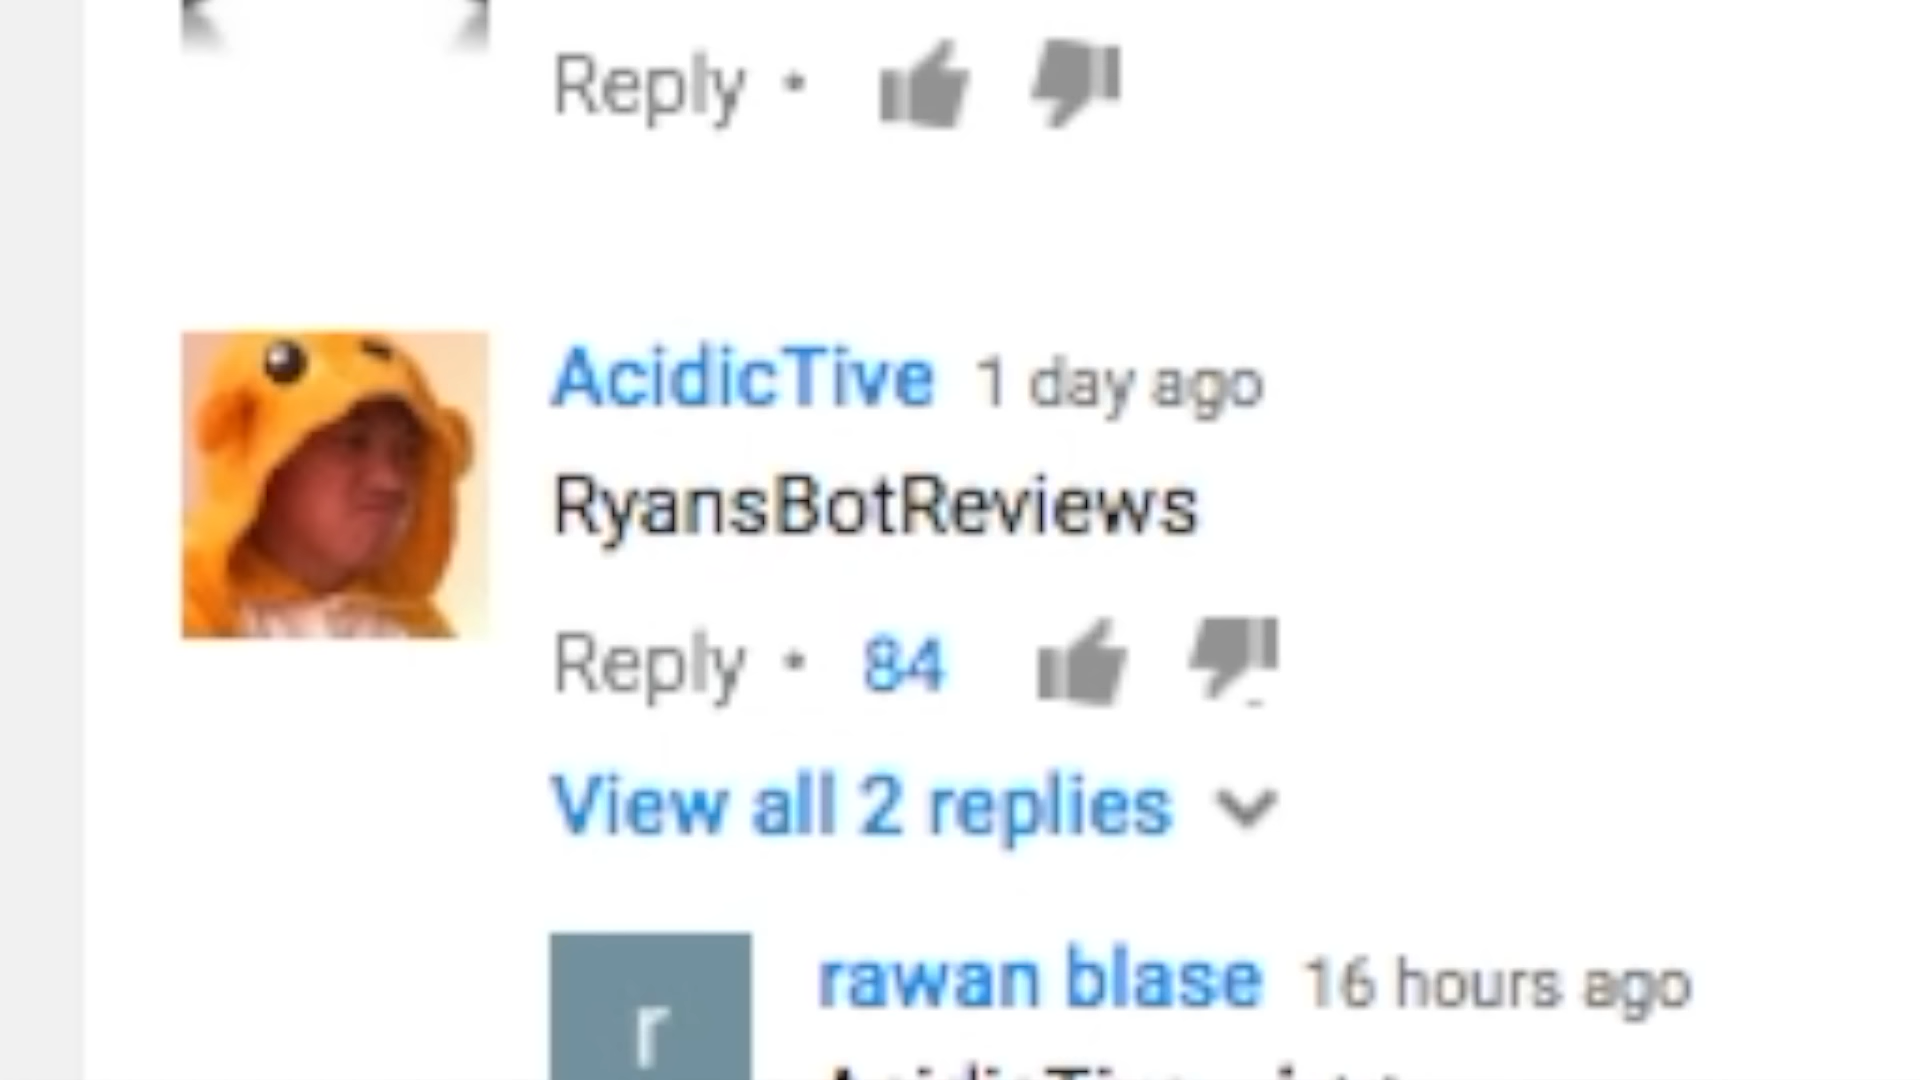 Reply •
AcidicTive 1 day ago
RyansBotReviews
Reply • 84
View all 2 replies
r
rawan blase 16 hours ago